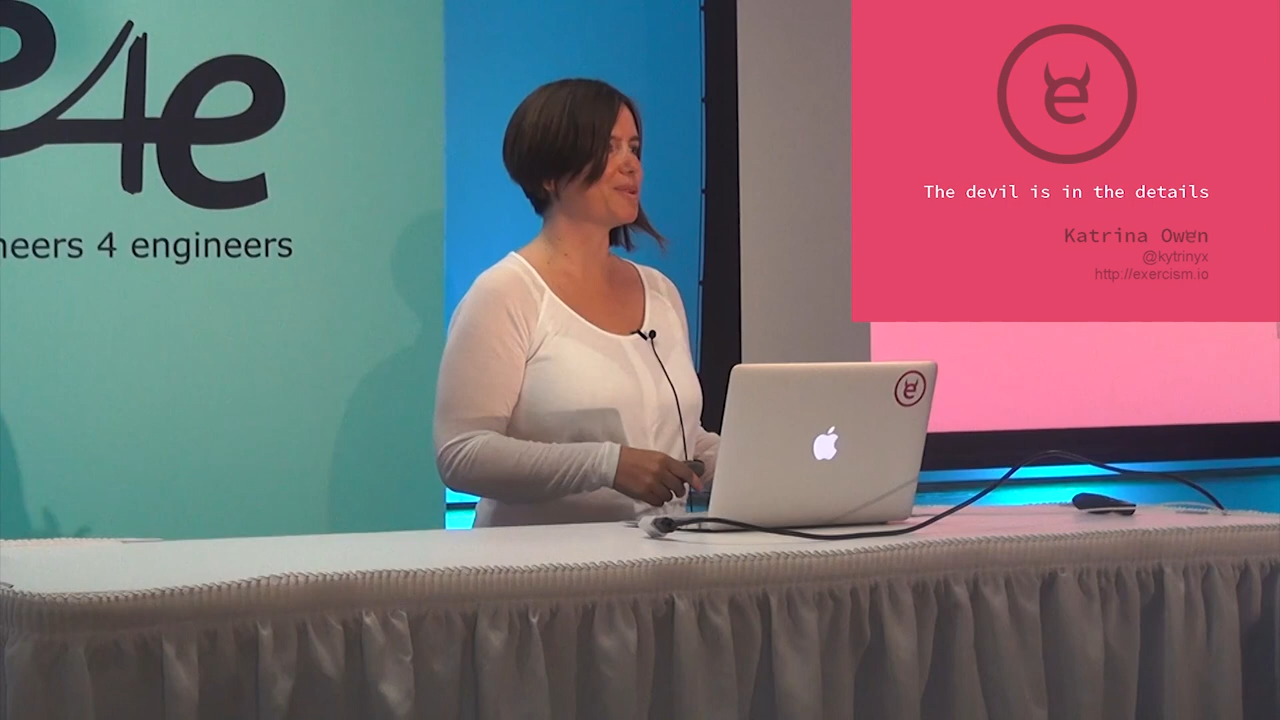 e4e
neers 4 engineers
e
The devil is in the details
Katrina Owen
@kytrinyx
http://exercism.io
e